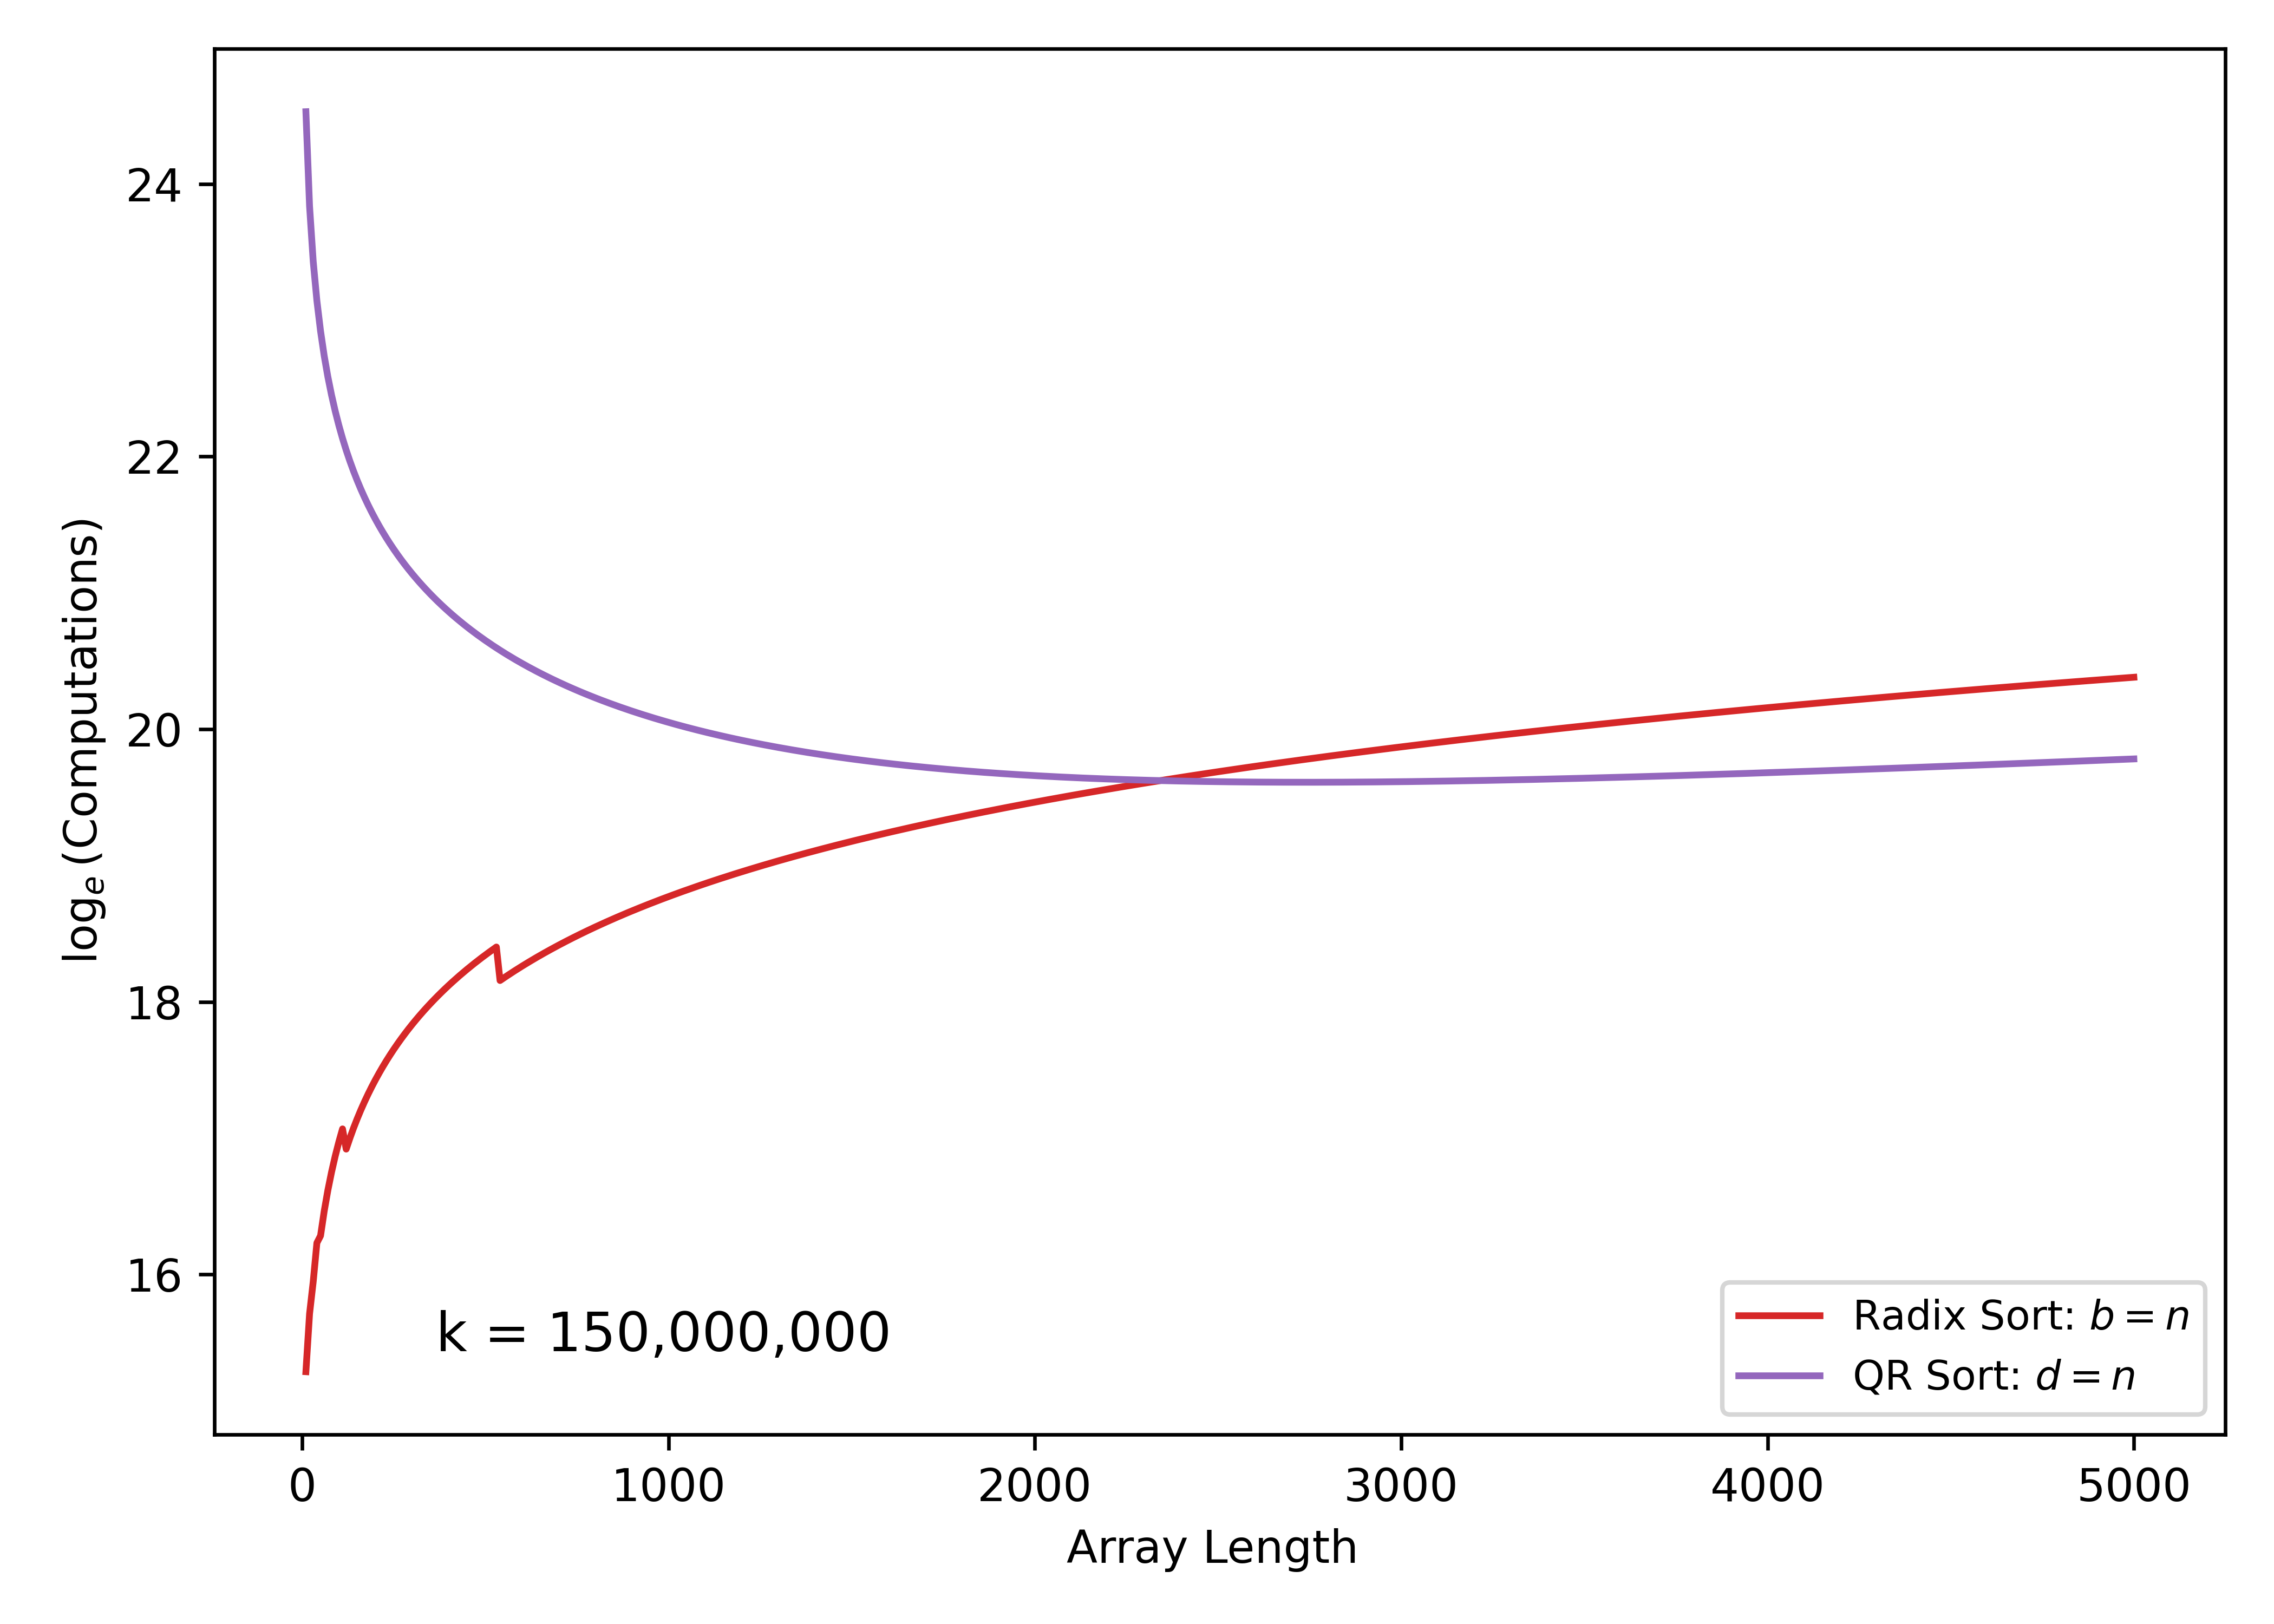 24
22
20
18
16
log_e (Computations)
k = 150,000,000
Radix Sort: b = n
QR Sort: d = n
0 1000 2000 3000 4000 5000
Array Length